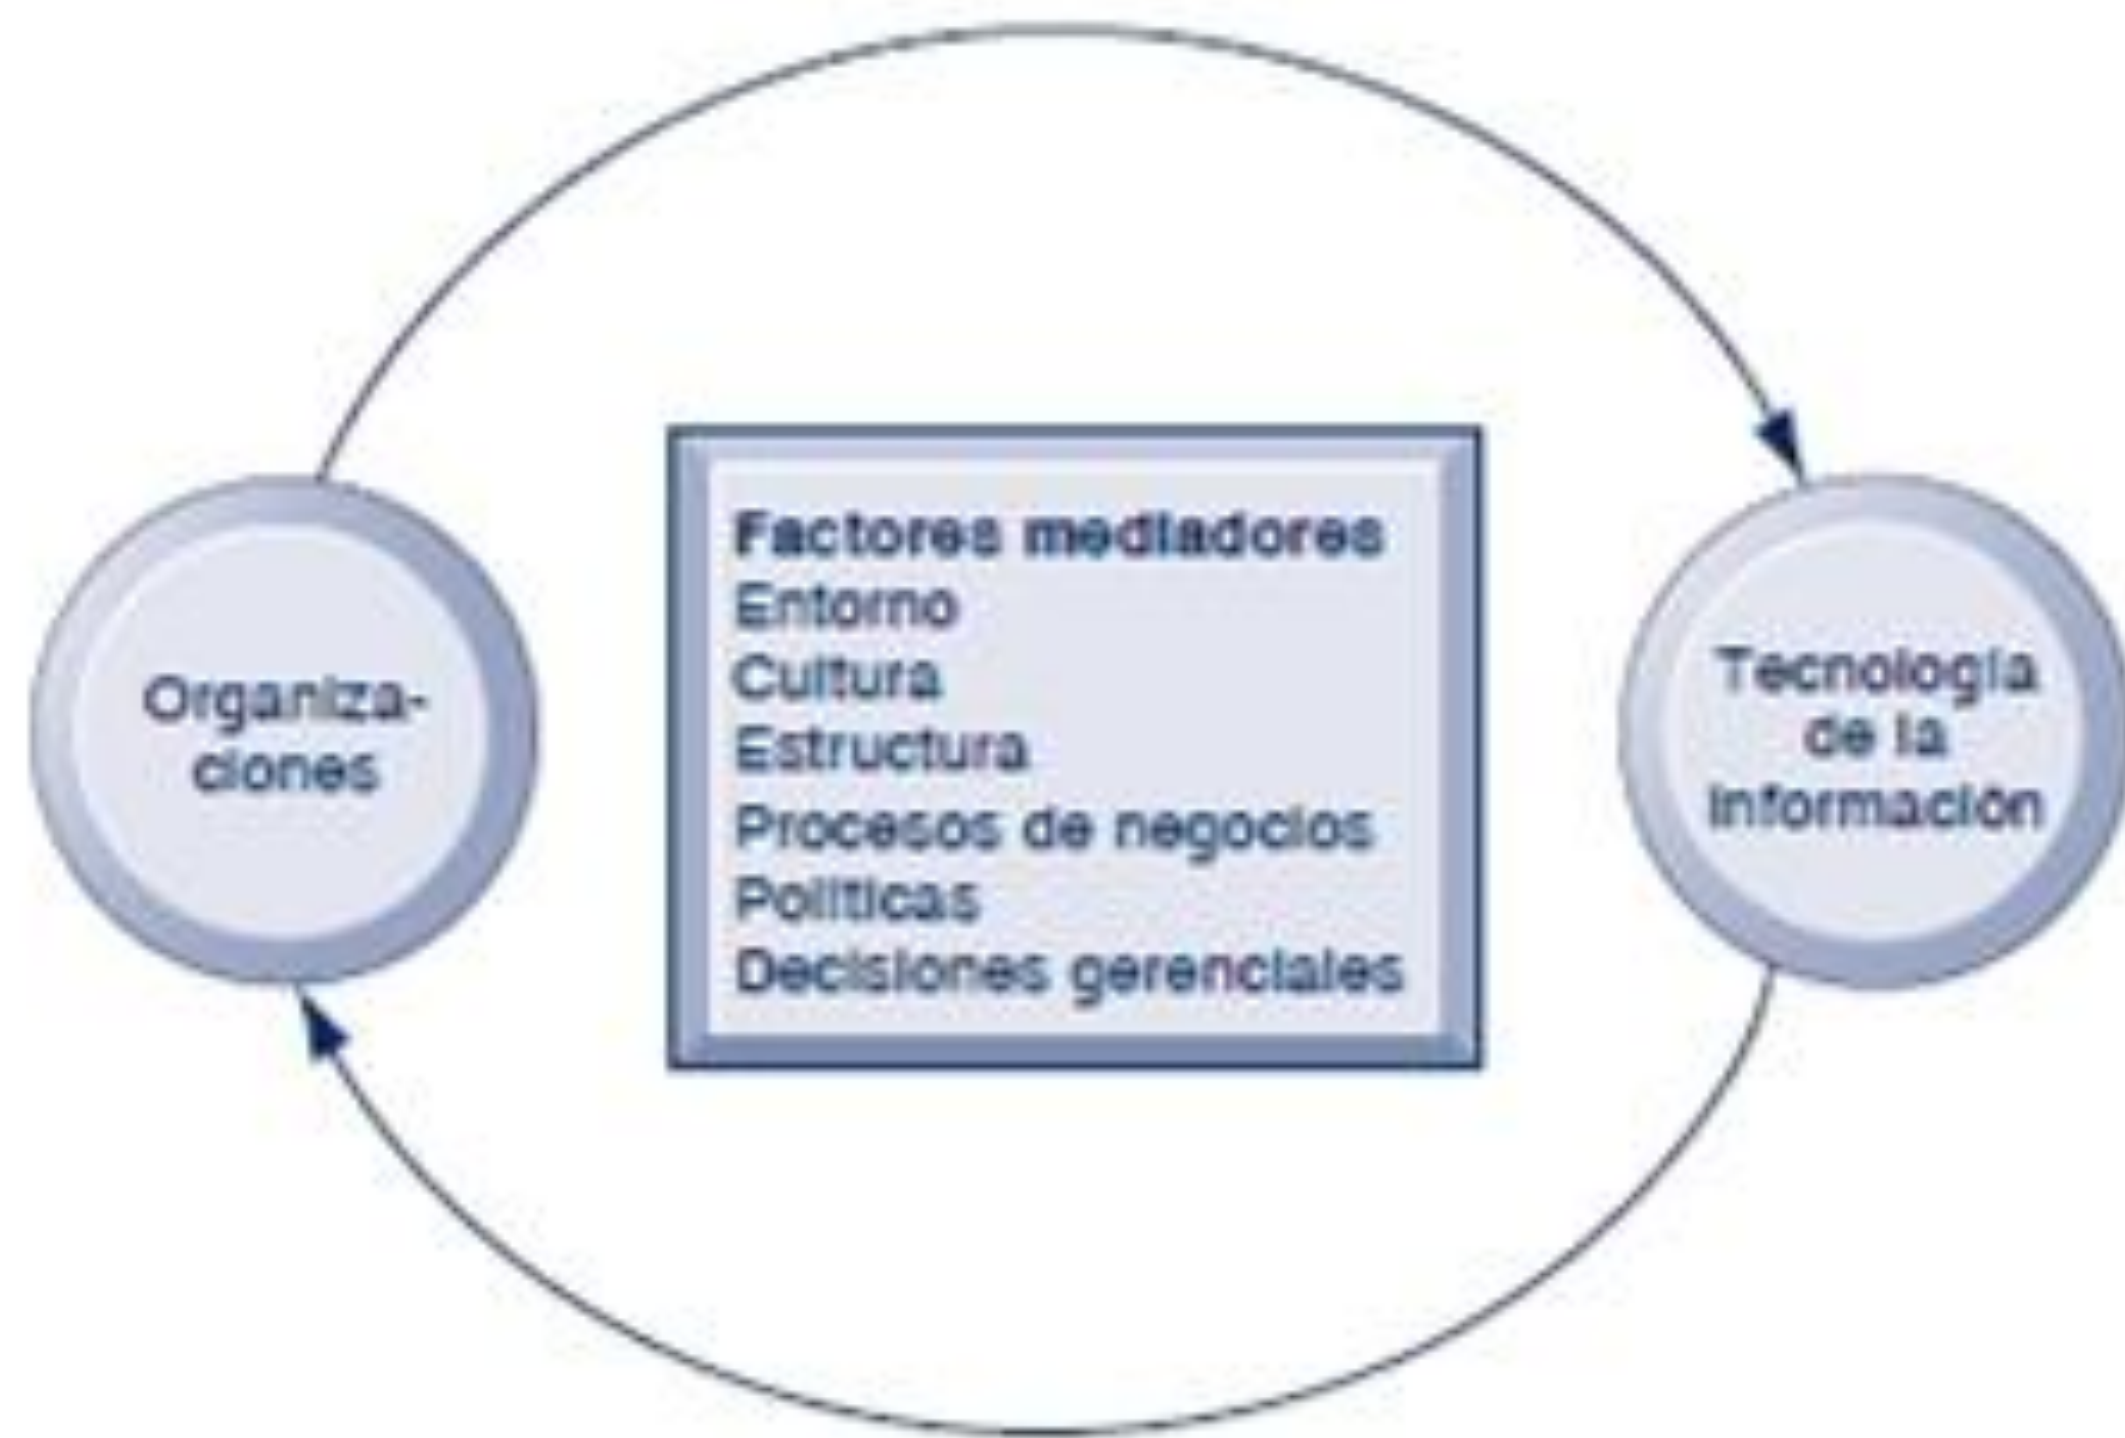 Organiza-
ciones
Factores mediadores
Entorno
Cultura
Estructura
Procesos de negocios
Políticas
Decisiones gerenciales
Tecnología
de la
información